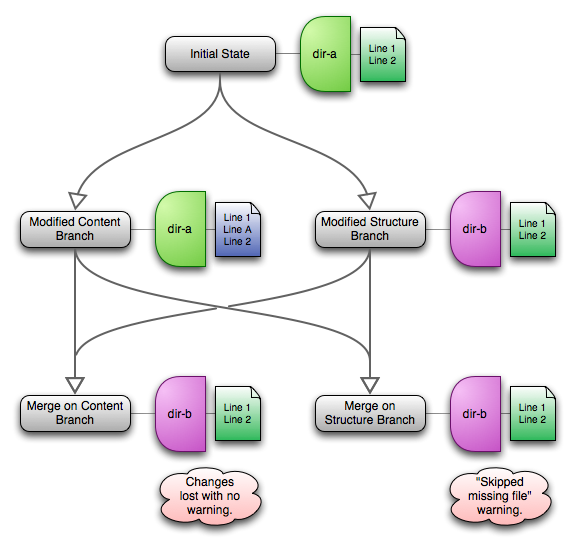 Initial State
dir-a
Line 1
Line 2
Modified Content
Branch
dir-a
Line 1
Line A
Line 2
Modified Structure
Branch
dir-b
Line 1
Line 2
Merge on Content
Branch
dir-b
Line 1
Line 2
Merge on
Structure Branch
dir-b
Line 1
Line 2
Changes
lost with no
warning.
"Skipped
missing file"
warning.